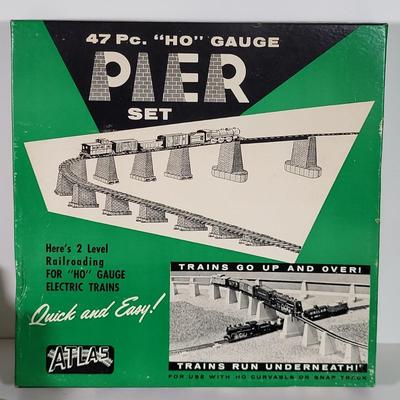 47 Pc. "HO" GAUGE
PIER
SET
Here's 2 Level
Railroading
FOR "HO" GAUGE
ELECTRIC TRAINS
Quick and Easy!
ATLAS
TRAINS GO UP AND OVER!
TRAINS RUN UNDERNEATH!
FOR USE WITH HO CURVABLE OR SNAP TRACK